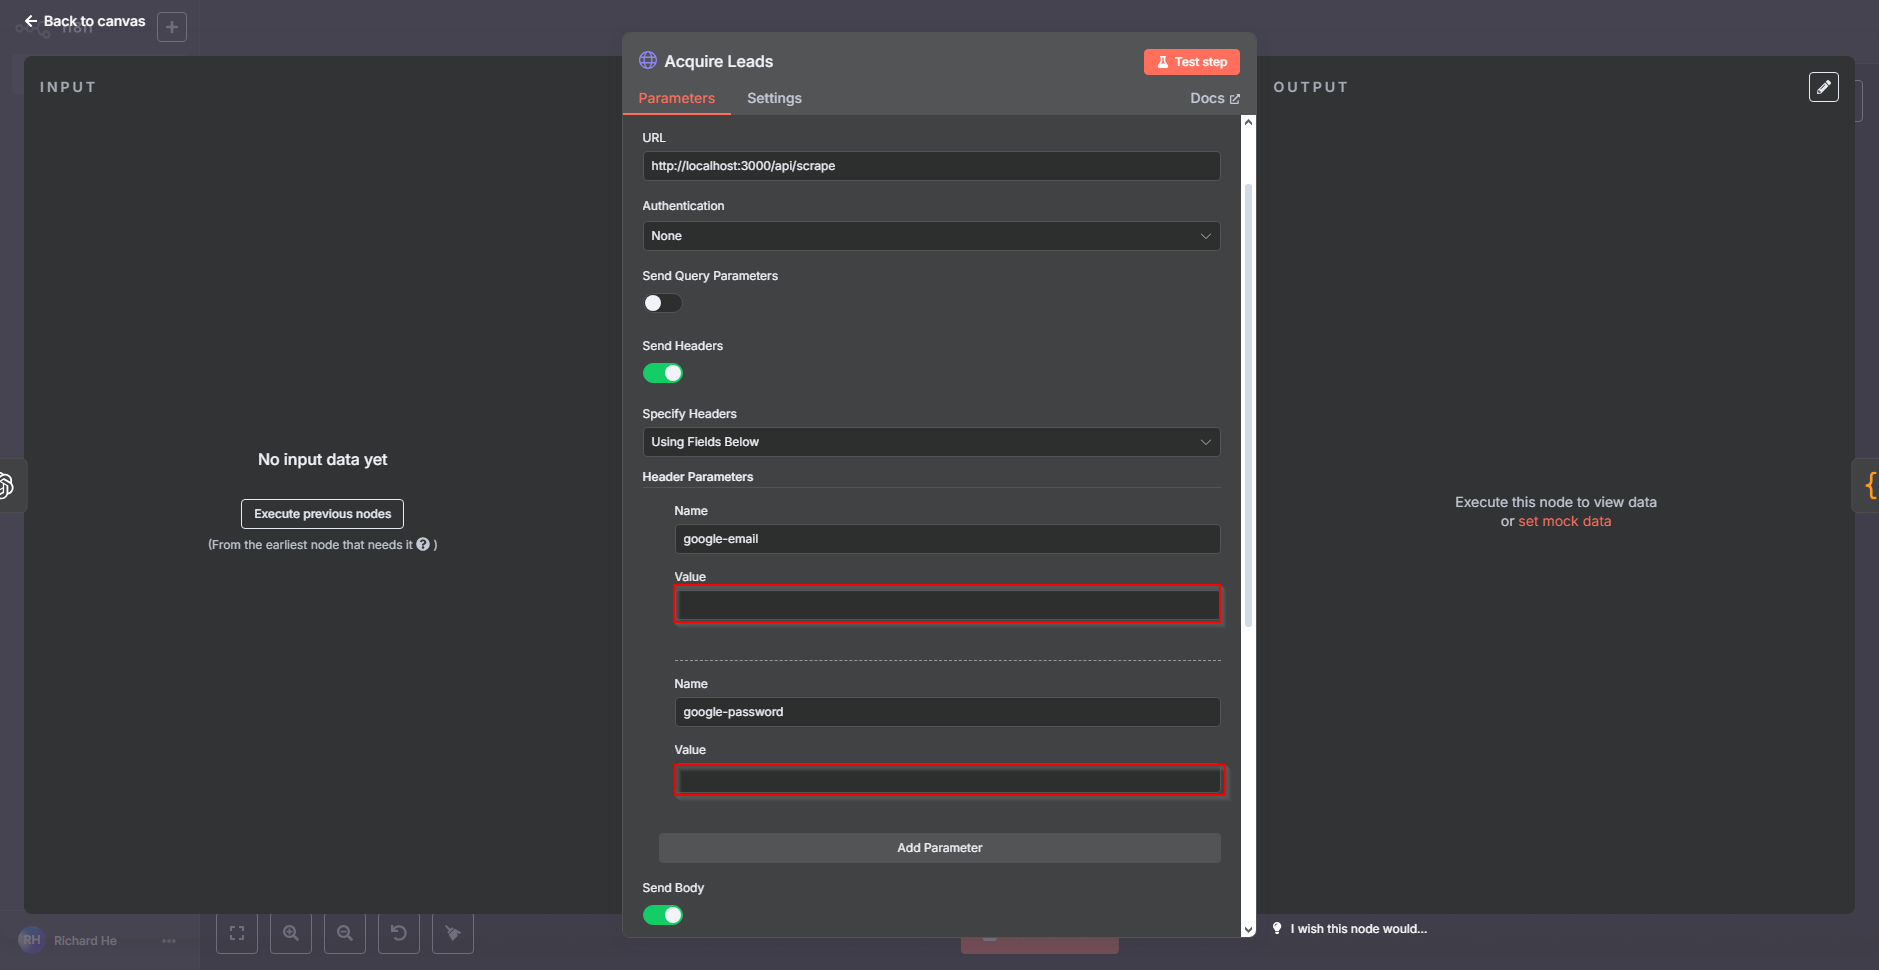 Back to canvas
n8n
INPUT
No input data yet
Execute previous nodes
(From the earliest node that needs it ? )
Acquire Leads
Test step
Parameters
Settings
Docs
URL
http://localhost:3000/api/scrape
Authentication
None
Send Query Parameters
Send Headers
Specify Headers
Using Fields Below
Header Parameters
Name
google-email
Value
Name
google-password
Value
Add Parameter
Send Body
OUTPUT
Execute this node to view data
or set mock data
I wish this node would...
RH
Richard He